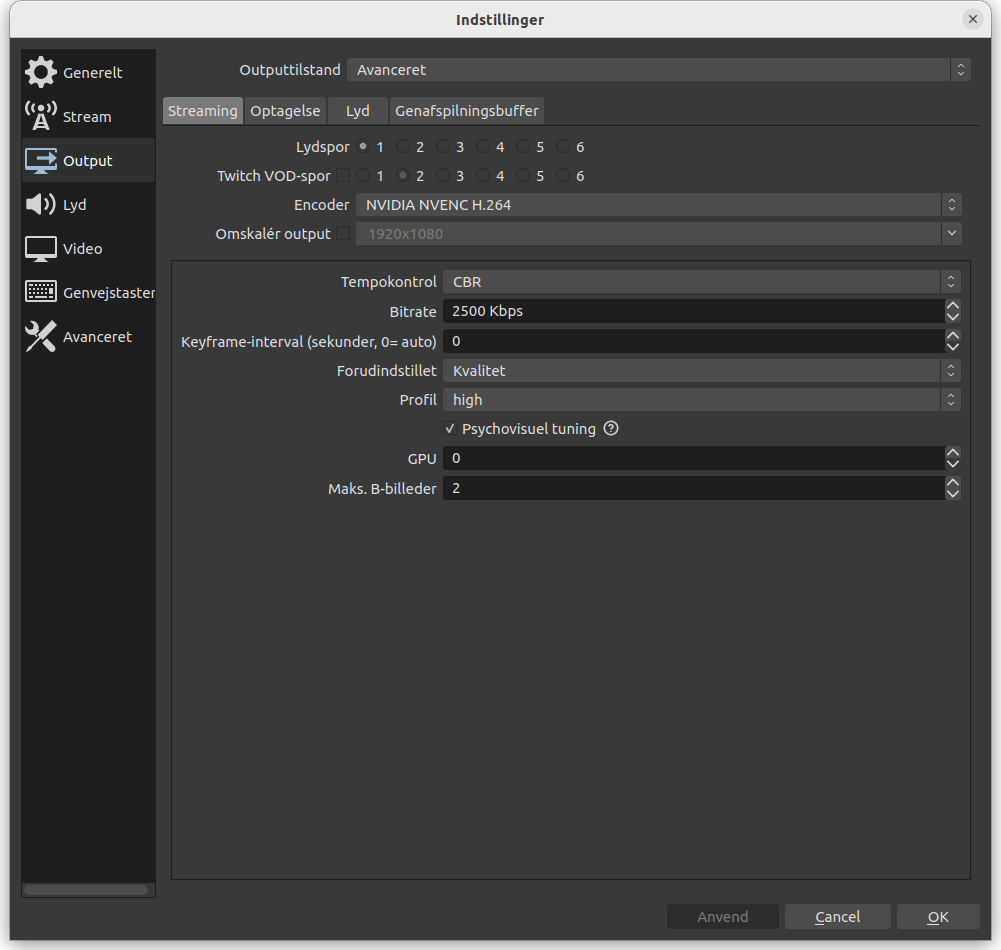 Indstillinger
Generelt
Stream
Output
Lyd
Video
Genvejstaster
Avanceret
Outputtilstand Avanceret
Streaming Optagelse Lyd Genafspilningsbuffer
Lydspor 1 2 3 4 5 6
Twitch VOD-spor 1 2 3 4 5 6
Encoder NVIDIA NVENC H.264
Omskalér output 1920x1080
Tempokontrol CBR
Bitrate 2500 Kbps
Keyframe-interval (sekunder, 0= auto) 0
Forudindstillet Kvalitet
Profil high
Psychovisuel tuning
GPU 0
Maks. B-billeder 2
Anvend Cancel OK